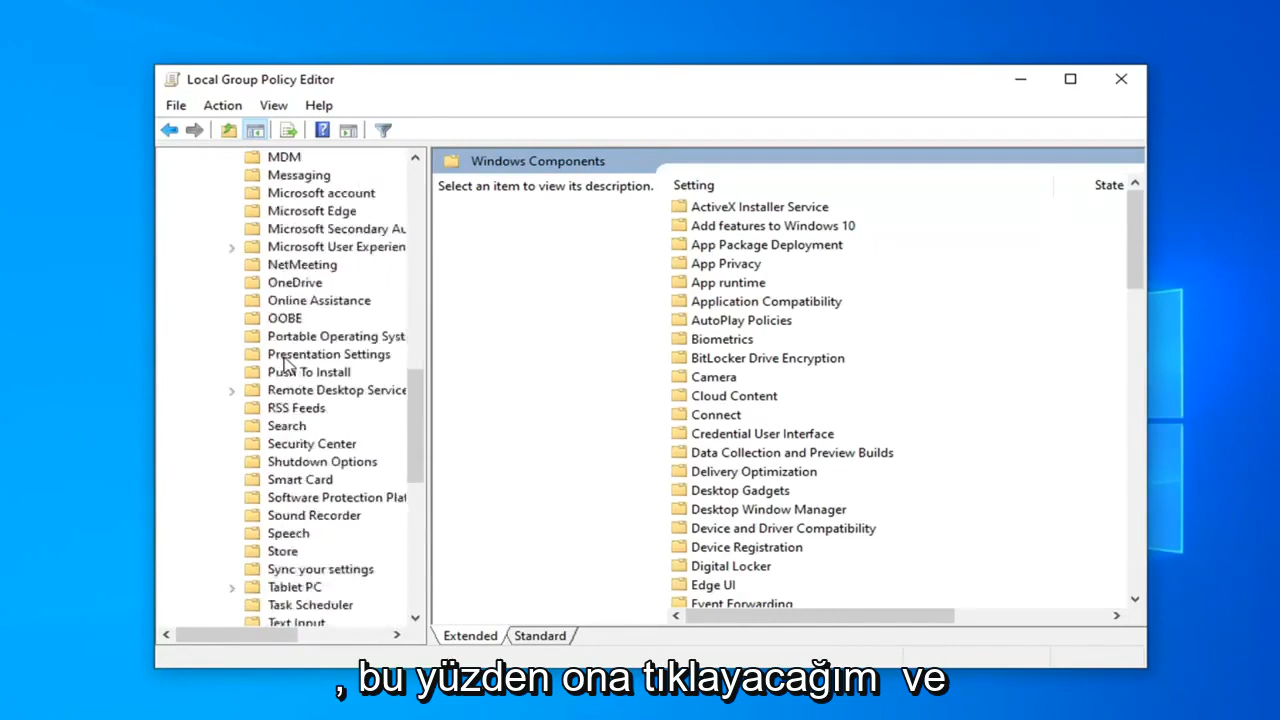 Local Group Policy Editor
File Action View Help
MDM
Messaging
Microsoft account
Microsoft Edge
Microsoft Secondary Au
Microsoft User Experien
NetMeeting
OneDrive
Online Assistance
OOBE
Portable Operating Syst
Presentation Settings
Push To Install
Remote Desktop Service
RSS Feeds
Search
Security Center
Shutdown Options
Smart Card
Software Protection Plat
Sound Recorder
Speech
Store
Sync your settings
Tablet PC
Task Scheduler
Text Input
Windows Components
Select an item to view its description.
Setting State
ActiveX Installer Service
Add features to Windows 10
App Package Deployment
App Privacy
App runtime
Application Compatibility
AutoPlay Policies
Biometrics
BitLocker Drive Encryption
Camera
Cloud Content
Connect
Credential User Interface
Data Collection and Preview Builds
Delivery Optimization
Desktop Gadgets
Desktop Window Manager
Device and Driver Compatibility
Device Registration
Digital Locker
Edge UI
Event Forwarding
Extended Standard
, bu yüzden ona tıklayacağım ve